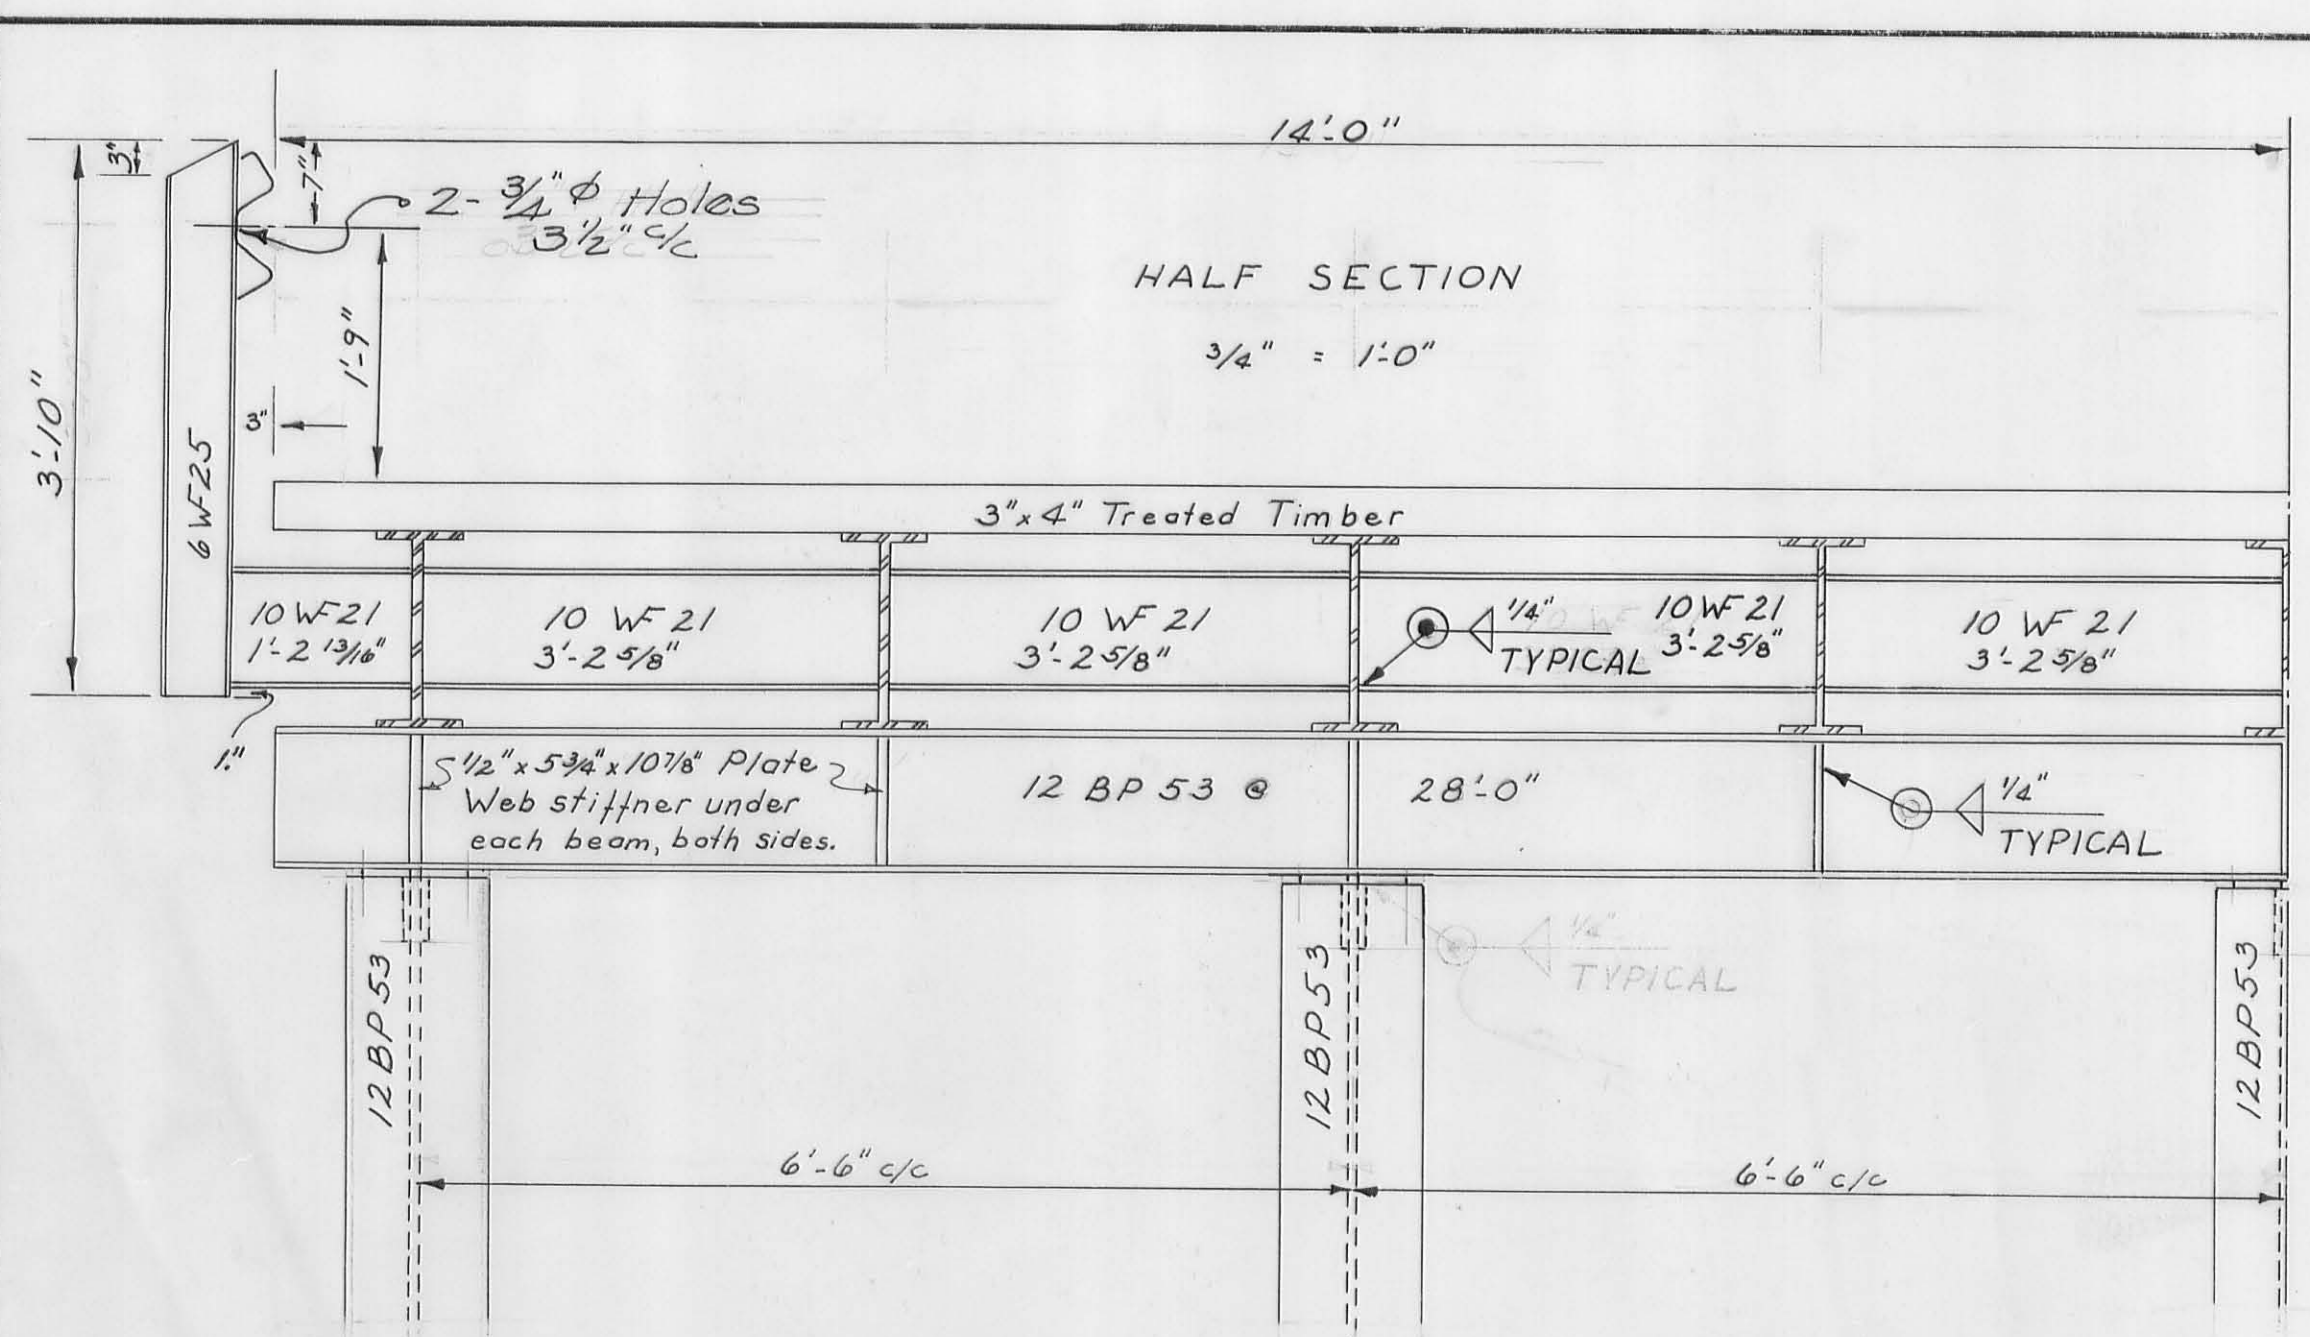 14'-0"
3"
7"
2- 3/4" Ø Holes
3 1/2" c/c
HALF SECTION
3/4" = 1'-0"
1'-9"
3'-10"
3"
6 WF25
3"x 4" Treated Timber
10 WF 21
1'-2 13/16"
10 WF 21
3'-2 5/8"
10 WF 21
3'-2 5/8"
1/4"
TYPICAL
10 WF 21
3'-2 5/8"
10 WF 21
3'-2 5/8"
1"
1/2" x 5 3/4" x 10 7/8" Plate
Web stiffner under
each beam, both sides.
12 BP 53 @ 28'-0"
1/4"
TYPICAL
12 BP 53
12 BP 53
1/4"
TYPICAL
12 BP 53
6'-6" c/c
6'-6" c/c